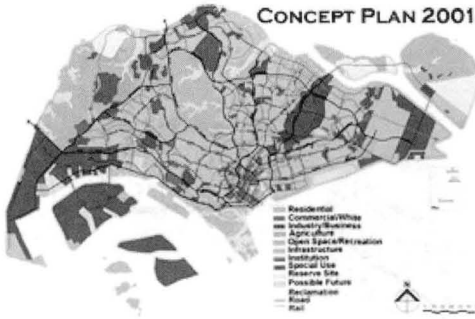 CONCEPT PLAN 2001
Residential
Commercial/White
Industry/Business
Agriculture
Open Space/Recreation
Infrastructure
Institution
Special Use
Reserve Site
Possible Future
Reclamation
Road
Rail
N